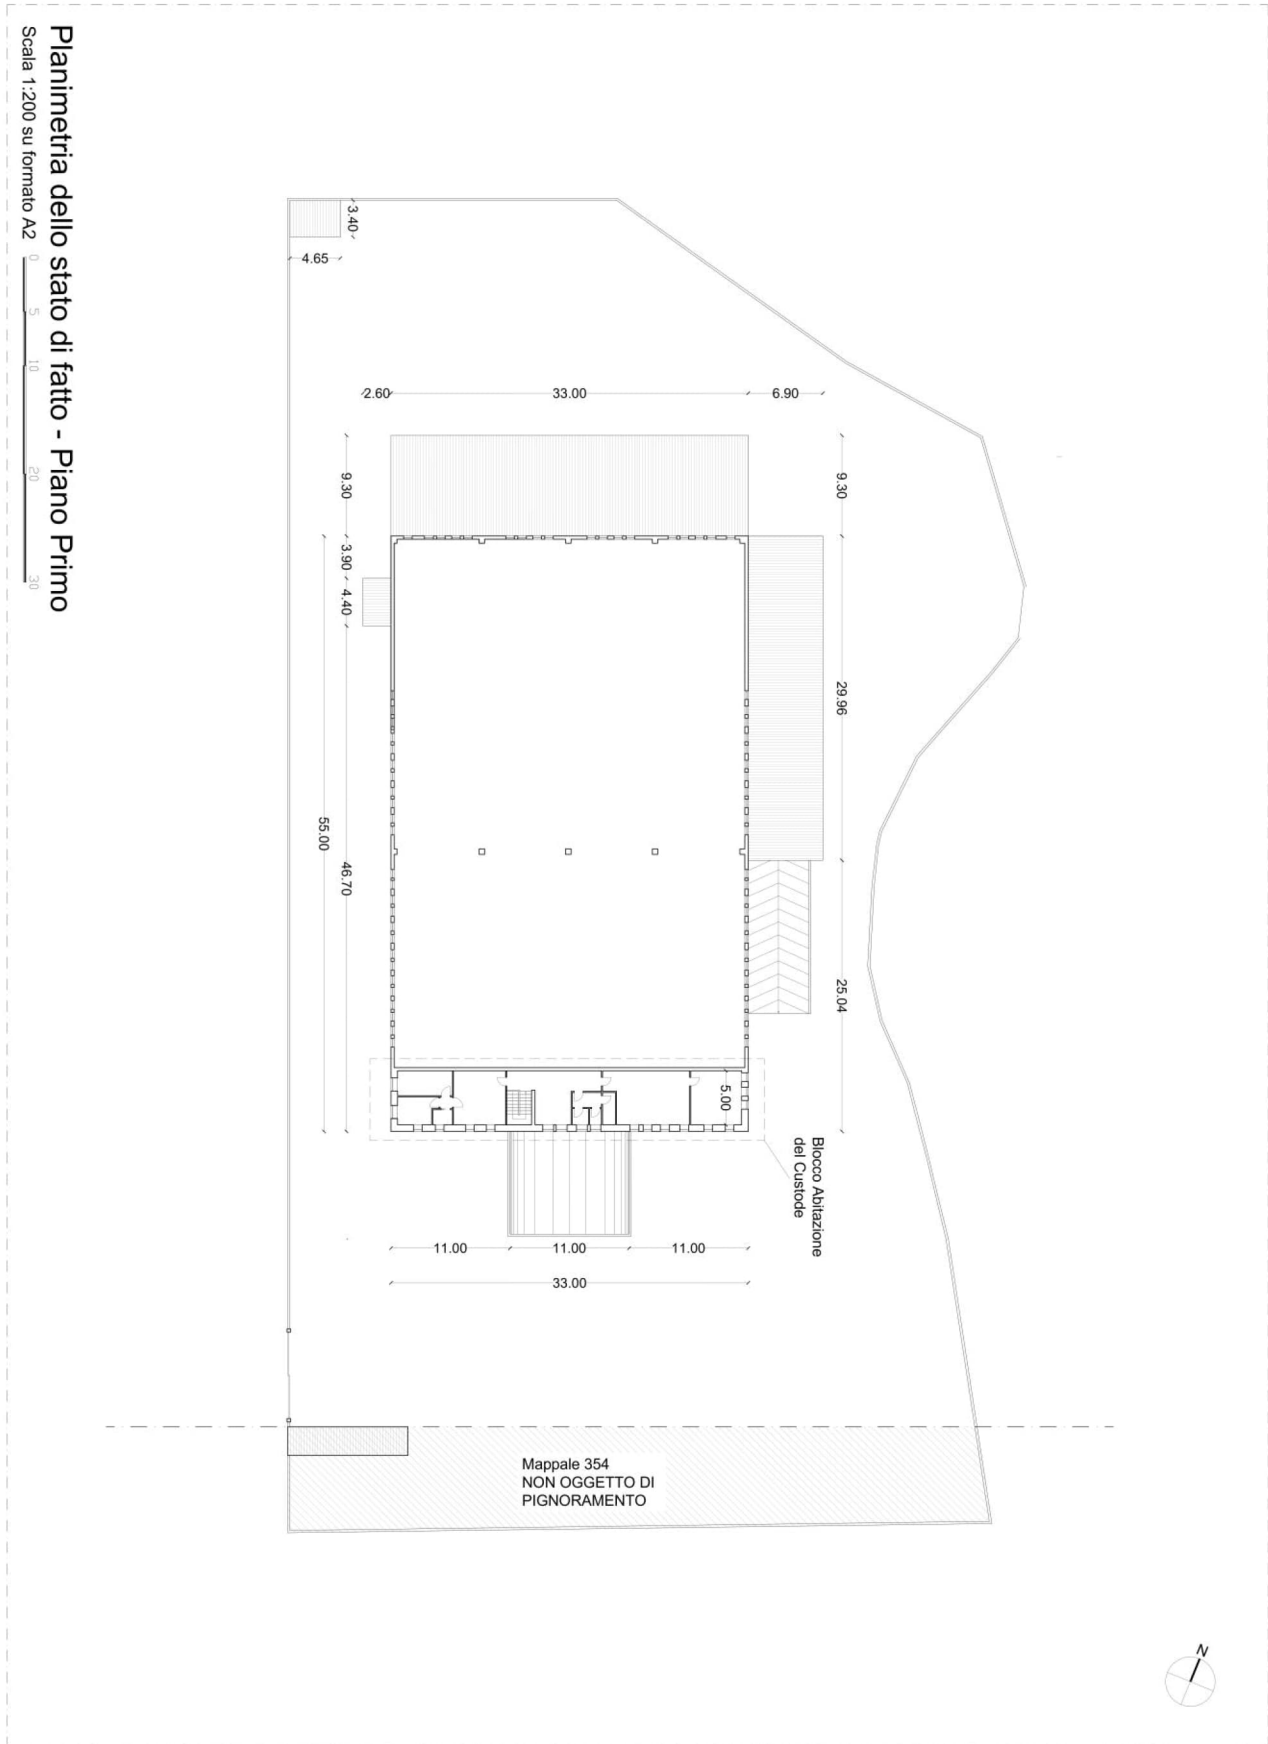 Planimetria dello stato di fatto - Piano Primo
Scala 1:200 su formato A2
0
5
10
20
30
3.40
4.65
2.60
33.00
6.90
9.30
9.30
3.90
4.40
29.96
55.00
46.70
25.04
5.00
Blocco Abitazione
del Custode
11.00
11.00
11.00
33.00
Mappale 354
NON OGGETTO DI
PIGNORAMENTO
N